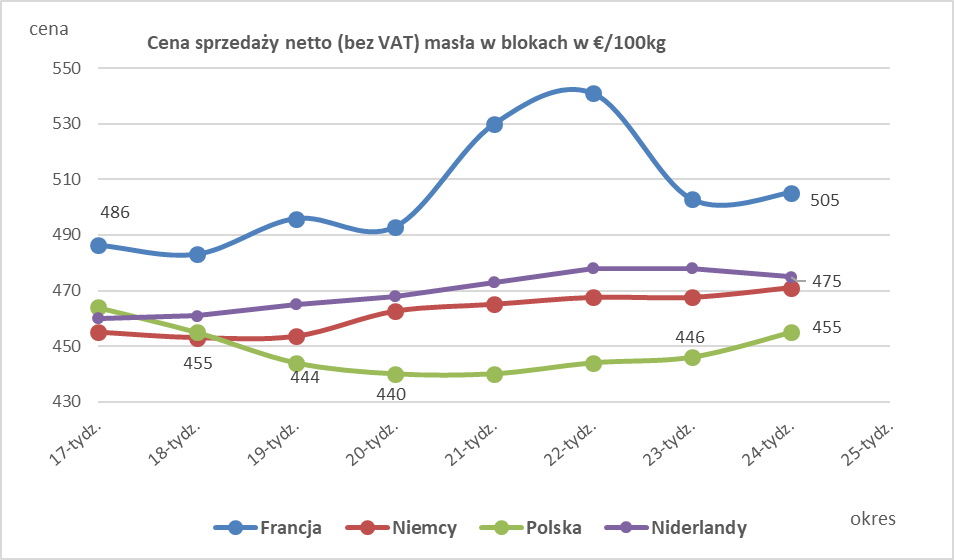 cena
Cena sprzedaży netto (bez VAT) masła w blokach w €/100kg
550
530
510
490
470
450
430
486
505
475
455
446
455
444
440
17-tydz.
18-tydz.
19-tydz.
20-tydz.
21-tydz.
22-tydz.
23-tydz.
24-tydz.
25-tydz.
okres
Francja
Niemcy
Polska
Niderlandy